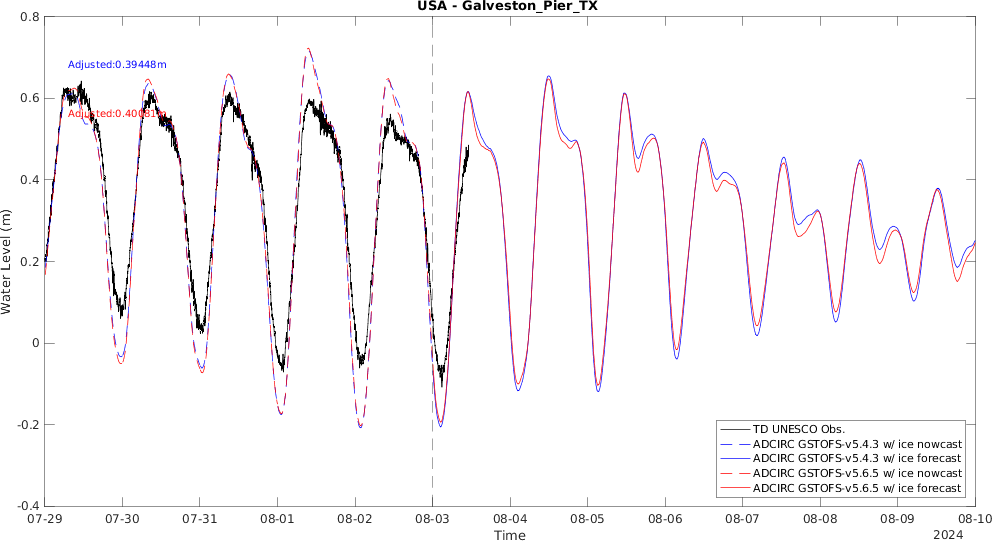 USA - Galveston_Pier_TX
0.8
0.6
0.4
0.2
0
-0.2
-0.4
Water Level (m)
Adjusted:0.39448m
Adjusted:0.40081m
TD UNESCO Obs.
ADCIRC GSTOFS-v5.4.3 w/ ice nowcast
ADCIRC GSTOFS-v5.4.3 w/ ice forecast
ADCIRC GSTOFS-v5.6.5 w/ ice nowcast
ADCIRC GSTOFS-v5.6.5 w/ ice forecast
07-29 07-30 07-31 08-01 08-02 08-03 08-04 08-05 08-06 08-07 08-08 08-09 08-10
Time
2024